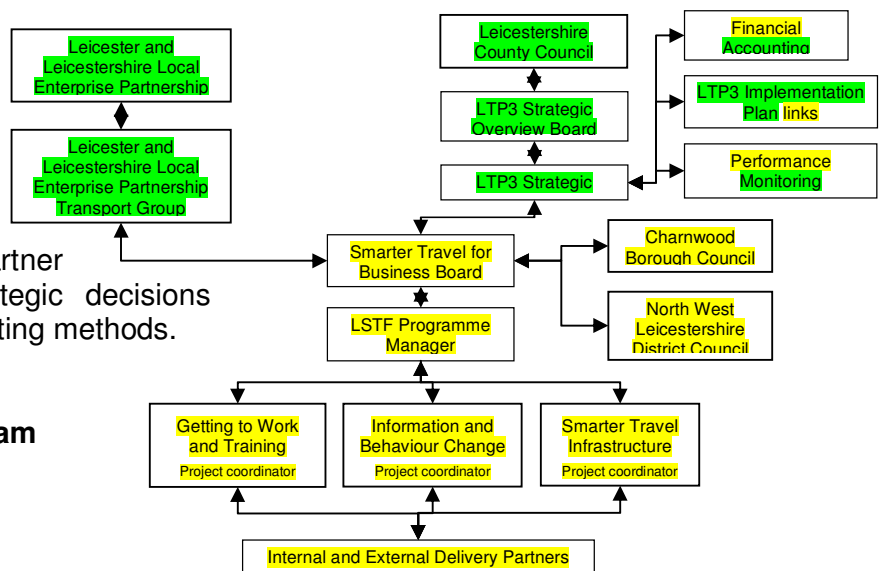 Leicester and
Leicestershire Local
Enterprise Partnership
Leicestershire
County Council
Financial
Accounting
LTP3 Strategic
Overview Board
LTP3 Implementation
Plan links
Leicester and
Leicestershire Local
Enterprise Partnership
Transport Group
LTP3 Strategic
Performance
Monitoring
artner
tegic decisions
ting methods.
Smarter Travel for
Business Board
Charnwood
Borough Council
LSTF Programme
Manager
North West
Leicestershire
District Council
am
Getting to Work
and Training
Project coordinator
Information and
Behaviour Change
Project coordinator
Smarter Travel
Infrastructure
Project coordinator
Internal and External Delivery Partners